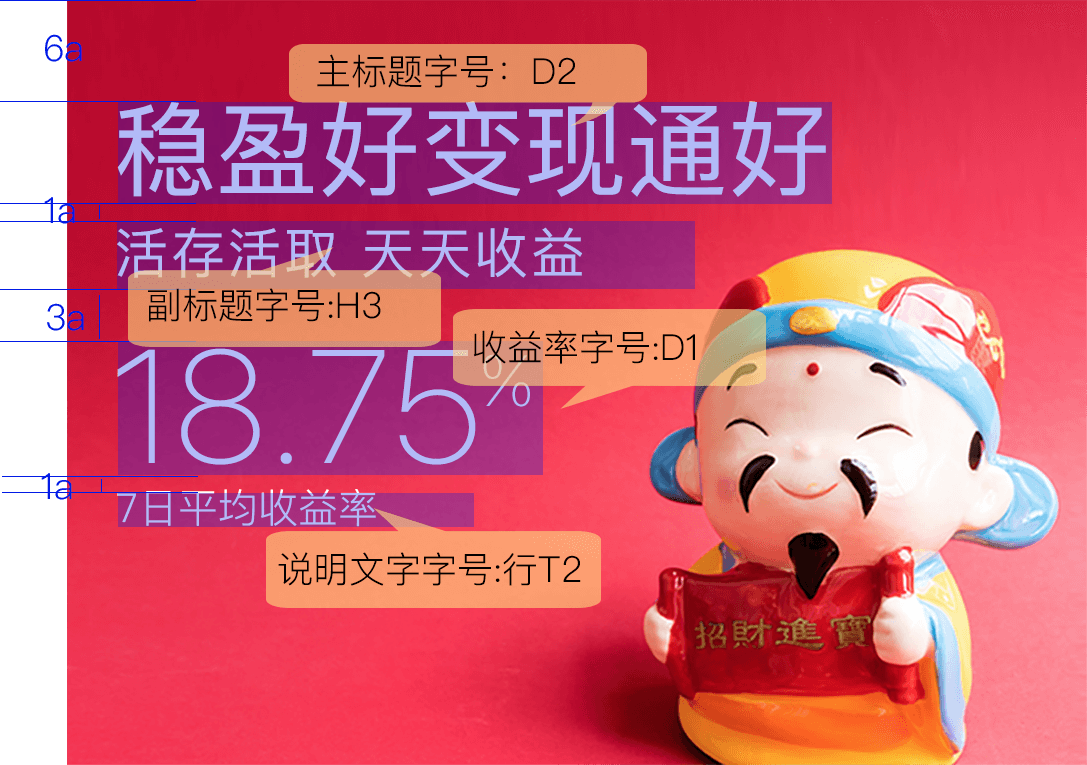 6a
主标题字号：D2
稳盈好变现通好
1a
活存活取 天天收益
副标题字号:H3
3a
收益率字号:D1
18.75%
1a
7日平均收益率
说明文字字号:行T2
招財進寶